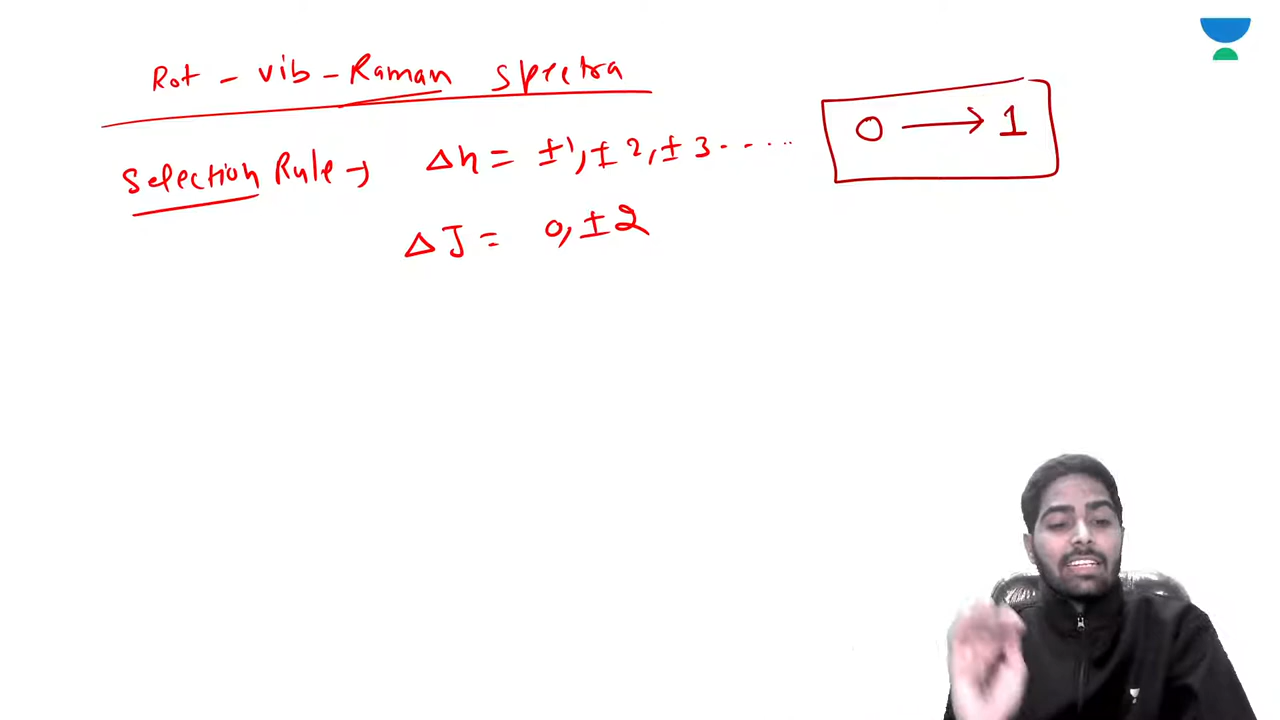 Rot - vib - Raman Spectra
0 → 1
Selection Rule → Δn = ±1, ±2, ±3 ......
ΔJ = 0, ±2